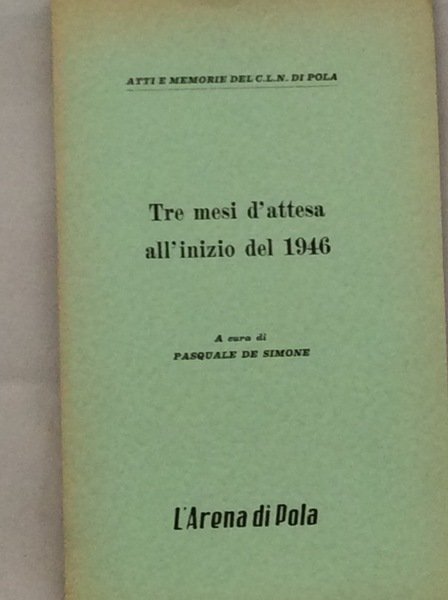 ATTI E MEMORIE DEL C.L.N. DI POLA
Tre mesi d'attesa
all'inizio del 1946
A cura di
PASQUALE DE SIMONE
L'Arena di Pola